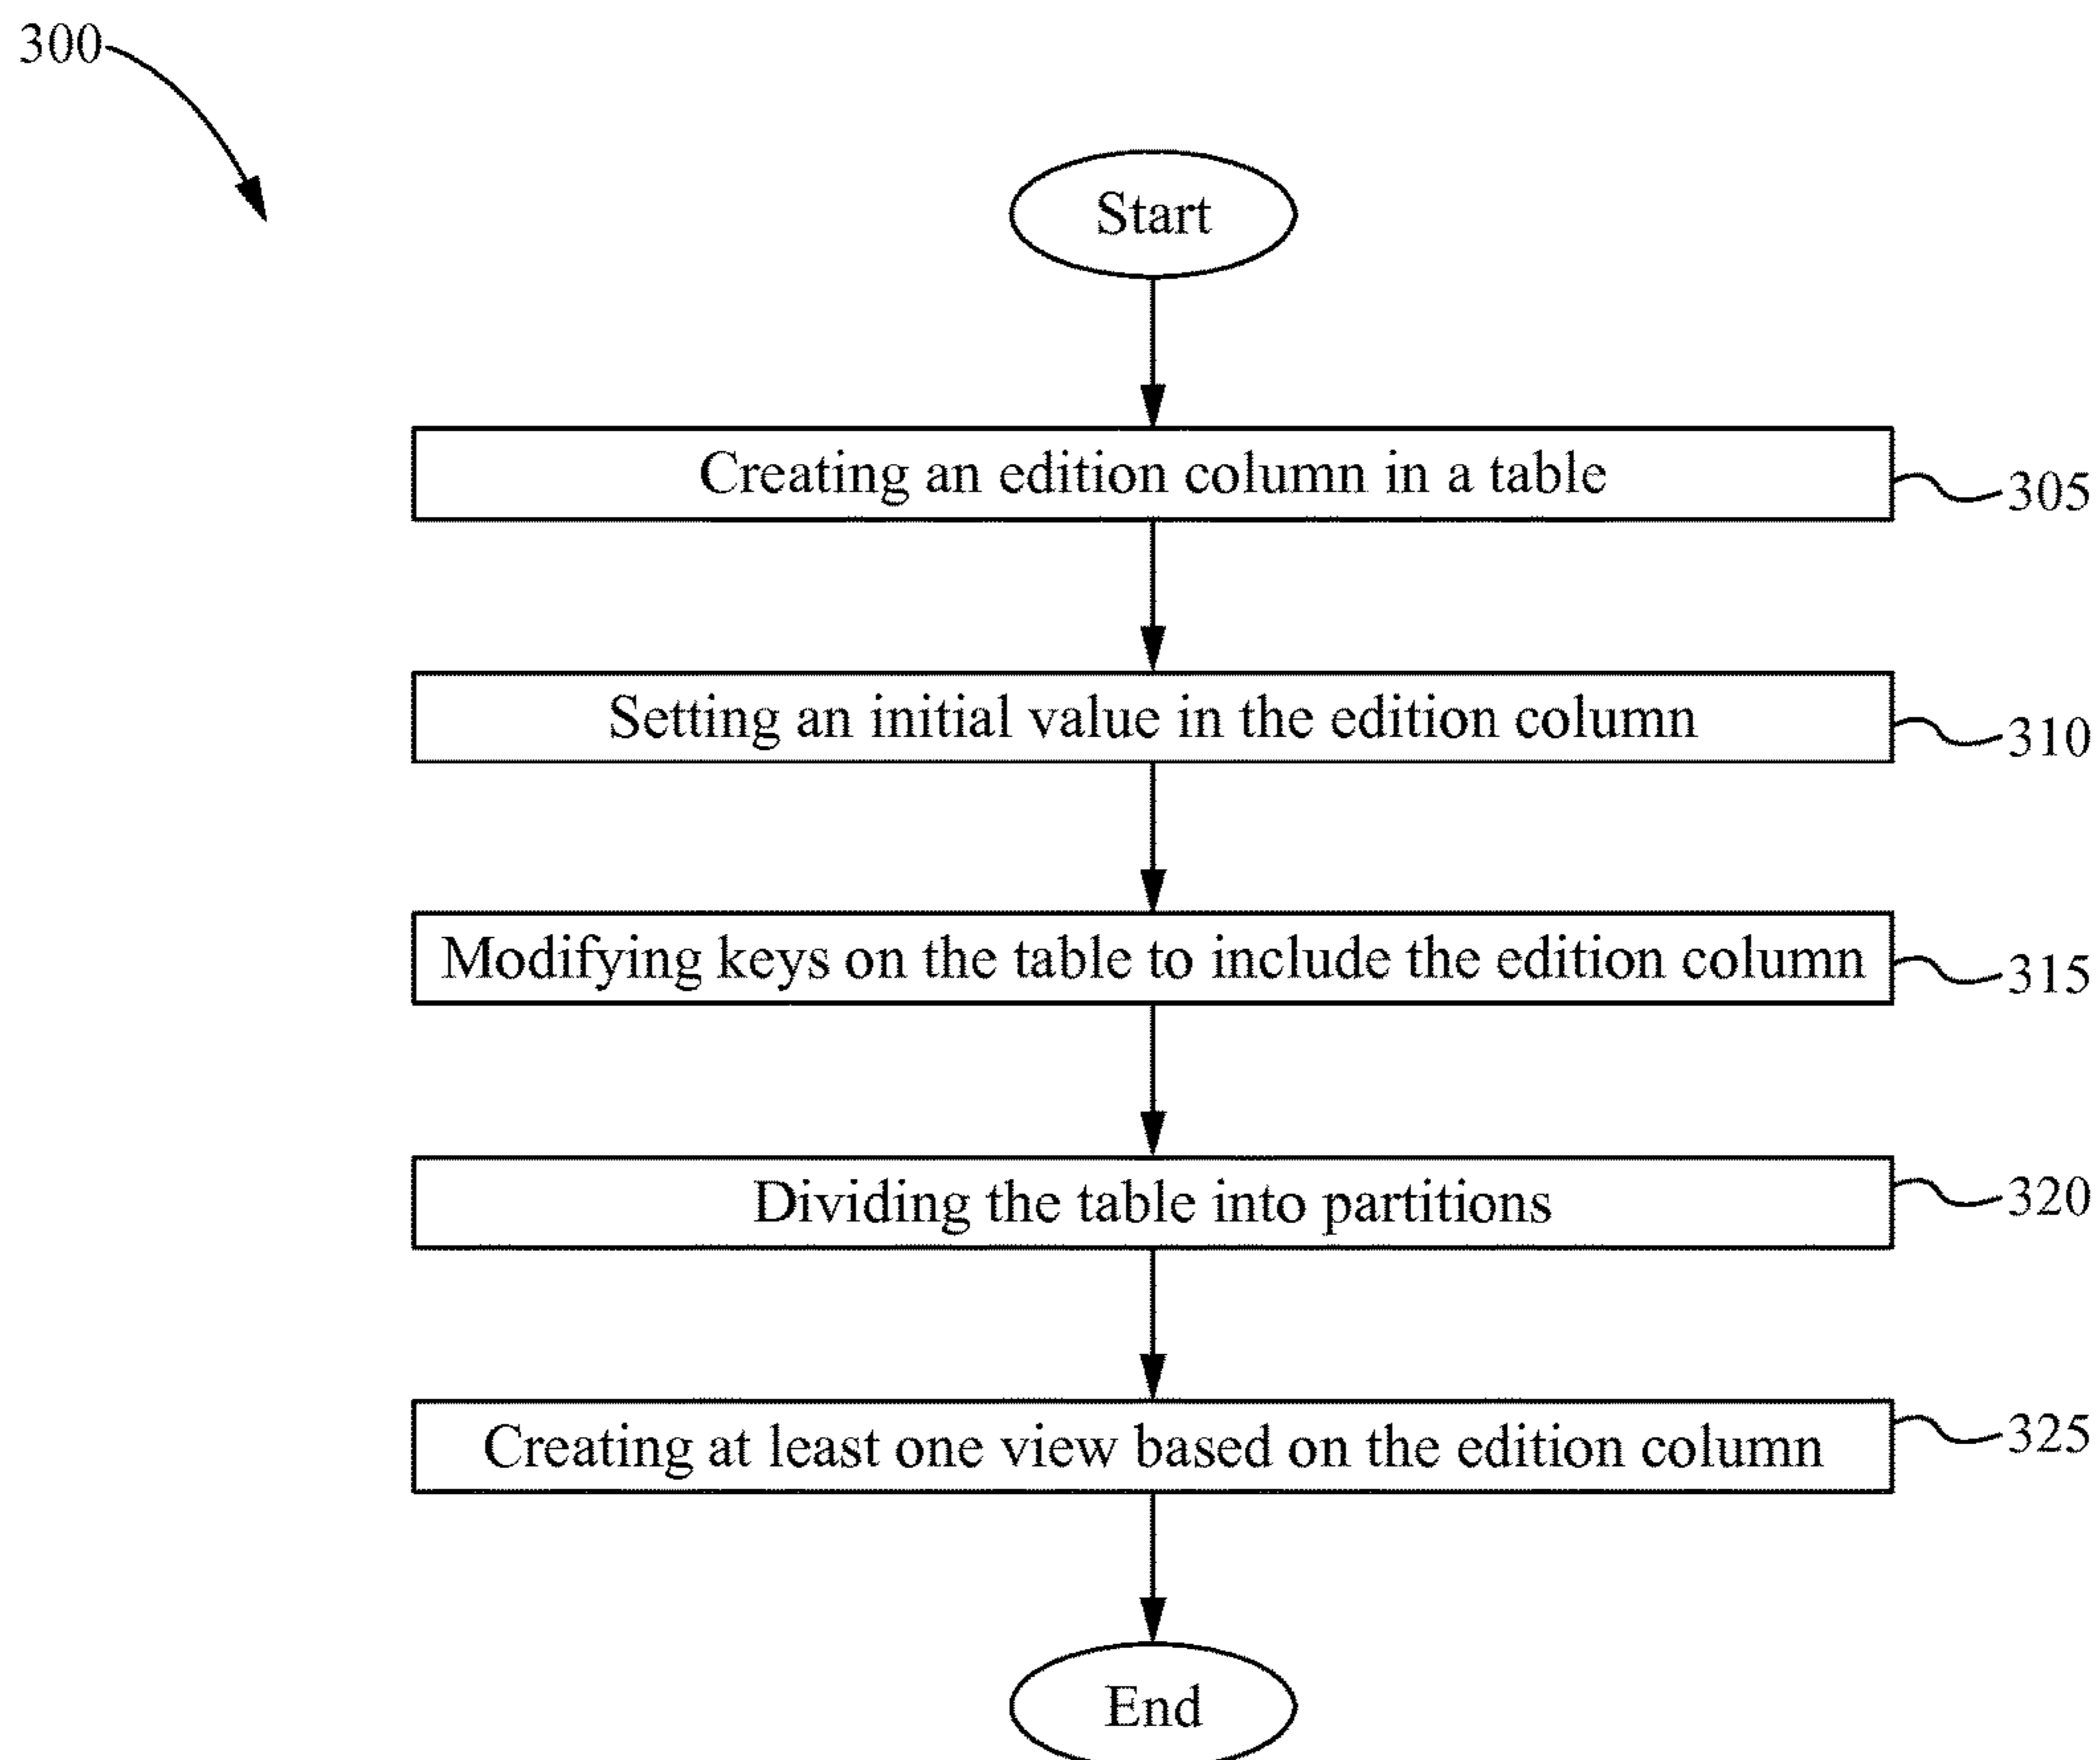 300
Start
Creating an edition column in a table
305
Setting an initial value in the edition column
310
Modifying keys on the table to include the edition column
315
Dividing the table into partitions
320
Creating at least one view based on the edition column
325
End